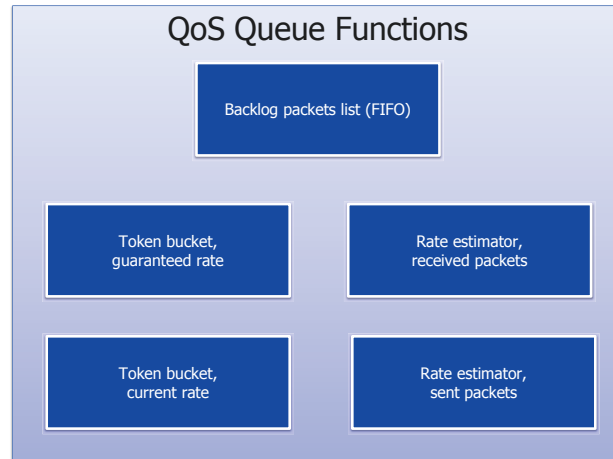 QoS Queue Functions
Backlog packets list (FIFO)
Token bucket,
guaranteed rate
Rate estimator,
received packets
Token bucket,
current rate
Rate estimator,
sent packets